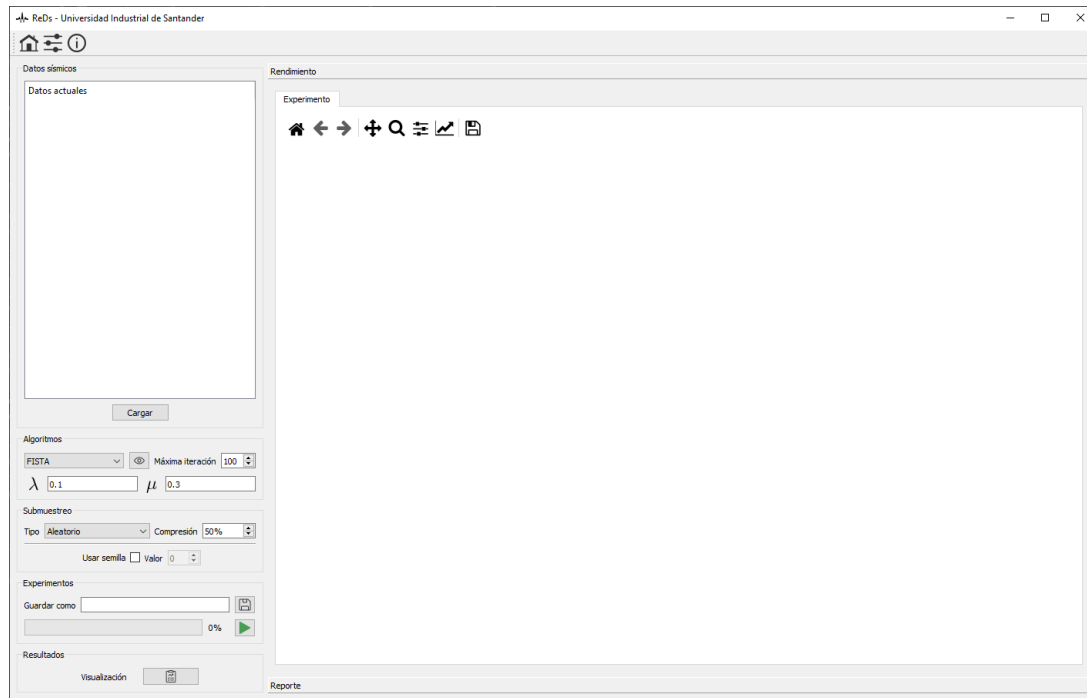 ReDs - Universidad Industrial de Santander
Datos sísmicos
Datos actuales
Cargar
Algoritmos
FISTA Máxima iteración 100
λ 0.1 μ 0.3
Submuestreo
Tipo Aleatorio Compresión 50%
Usar semilla Valor 0
Experimentos
Guardar como
0%
Resultados
Visualización
Rendimiento
Experimento
Reporte